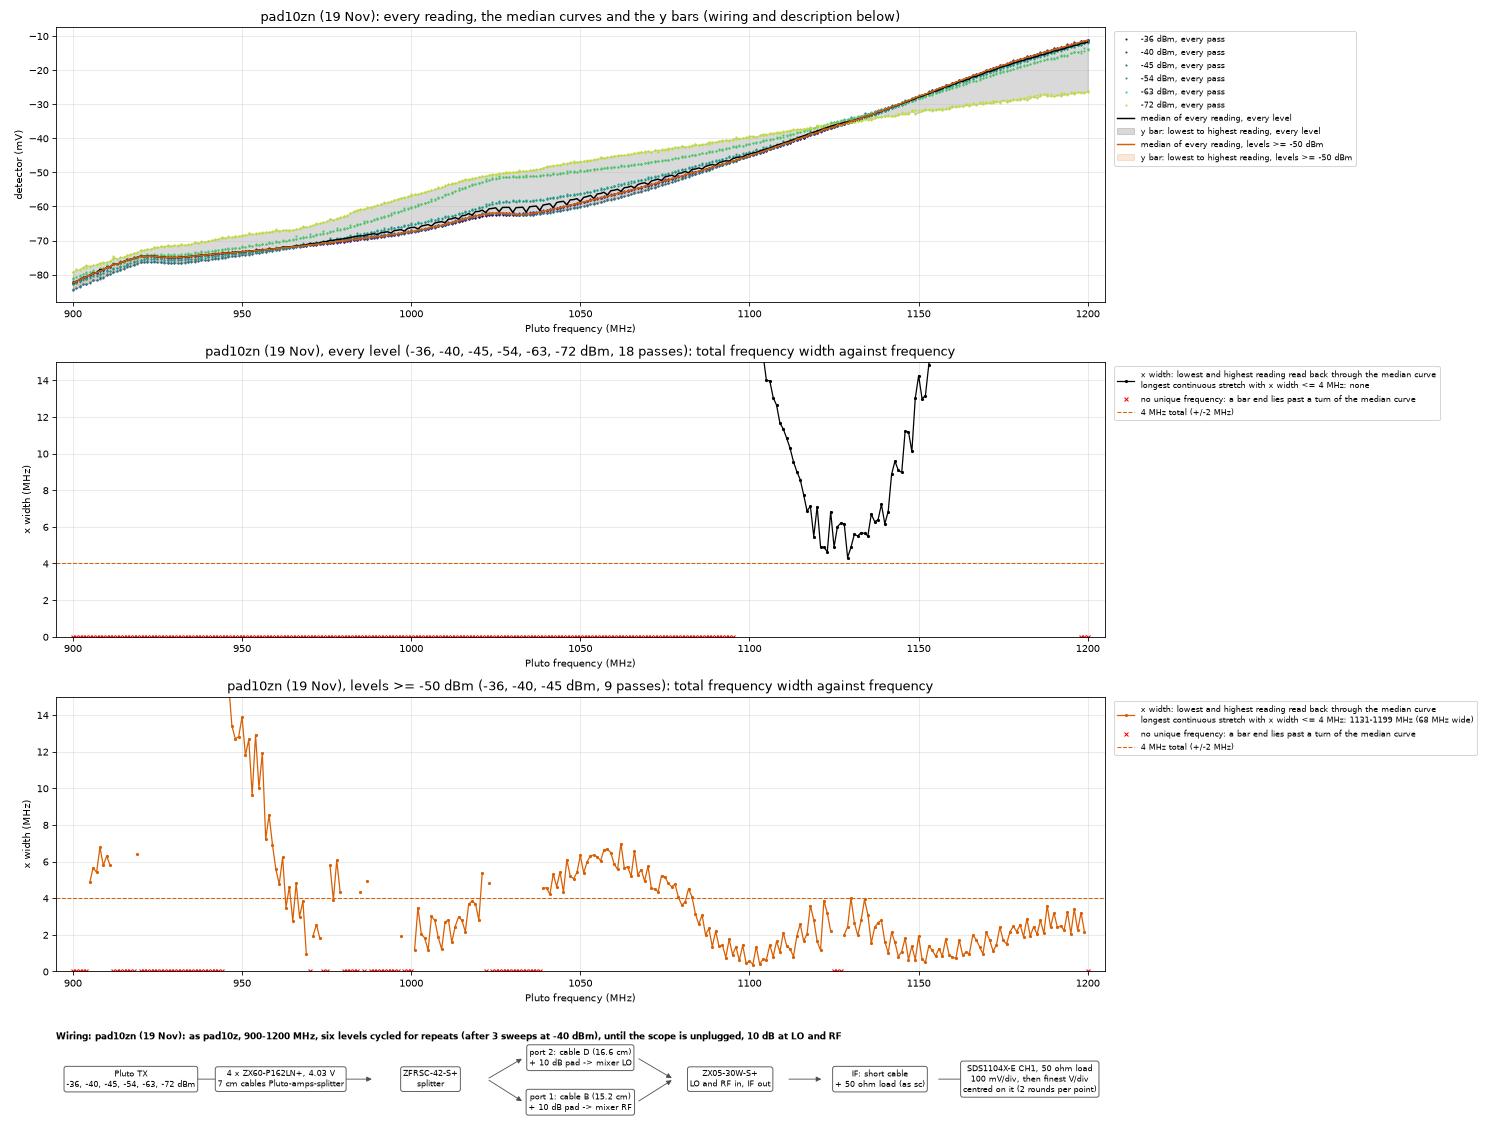 pad10zn (19 Nov): every reading, the median curves and the y bars (wiring and description below)
detector (mV)
−10
−20
−30
−40
−50
−60
−70
−80
900
950
1000
1050
1100
1150
1200
Pluto frequency (MHz)
-36 dBm, every pass
-40 dBm, every pass
-45 dBm, every pass
-54 dBm, every pass
-63 dBm, every pass
-72 dBm, every pass
median of every reading, every level
y bar: lowest to highest reading, every level
median of every reading, levels >= -50 dBm
y bar: lowest to highest reading, levels >= -50 dBm
pad10zn (19 Nov), every level (-36, -40, -45, -54, -63, -72 dBm, 18 passes): total frequency width against frequency
x width (MHz)
14
12
10
8
6
4
2
0
900
950
1000
1050
1100
1150
1200
Pluto frequency (MHz)
x width: lowest and highest reading read back through the median curve
longest continuous stretch with x width <= 4 MHz: none
no unique frequency: a bar end lies past a turn of the median curve
4 MHz total (+/-2 MHz)
pad10zn (19 Nov), levels >= -50 dBm (-36, -40, -45 dBm, 9 passes): total frequency width against frequency
x width (MHz)
14
12
10
8
6
4
2
0
900
950
1000
1050
1100
1150
1200
Pluto frequency (MHz)
x width: lowest and highest reading read back through the median curve
longest continuous stretch with x width <= 4 MHz: 1131-1199 MHz (68 MHz wide)
no unique frequency: a bar end lies past a turn of the median curve
4 MHz total (+/-2 MHz)
Wiring: pad10zn (19 Nov): as pad10z, 900-1200 MHz, six levels cycled for repeats (after 3 sweeps at -40 dBm), until the scope is unplugged, 10 dB at LO and RF
Pluto TX
-36, -40, -45, -54, -63, -72 dBm
4 x ZX60-P162LN+, 4.03 V
7 cm cables Pluto-amps-splitter
ZFRSC-42-S+
splitter
port 2: cable D (16.6 cm)
+ 10 dB pad -> mixer LO
port 1: cable B (15.2 cm)
+ 10 dB pad -> mixer RF
ZX05-30W-S+
LO and RF in, IF out
IF: short cable
+ 50 ohm load (as sc)
SDS1104X-E CH1, 50 ohm load
100 mV/div, then finest V/div
centred on it (2 rounds per point)